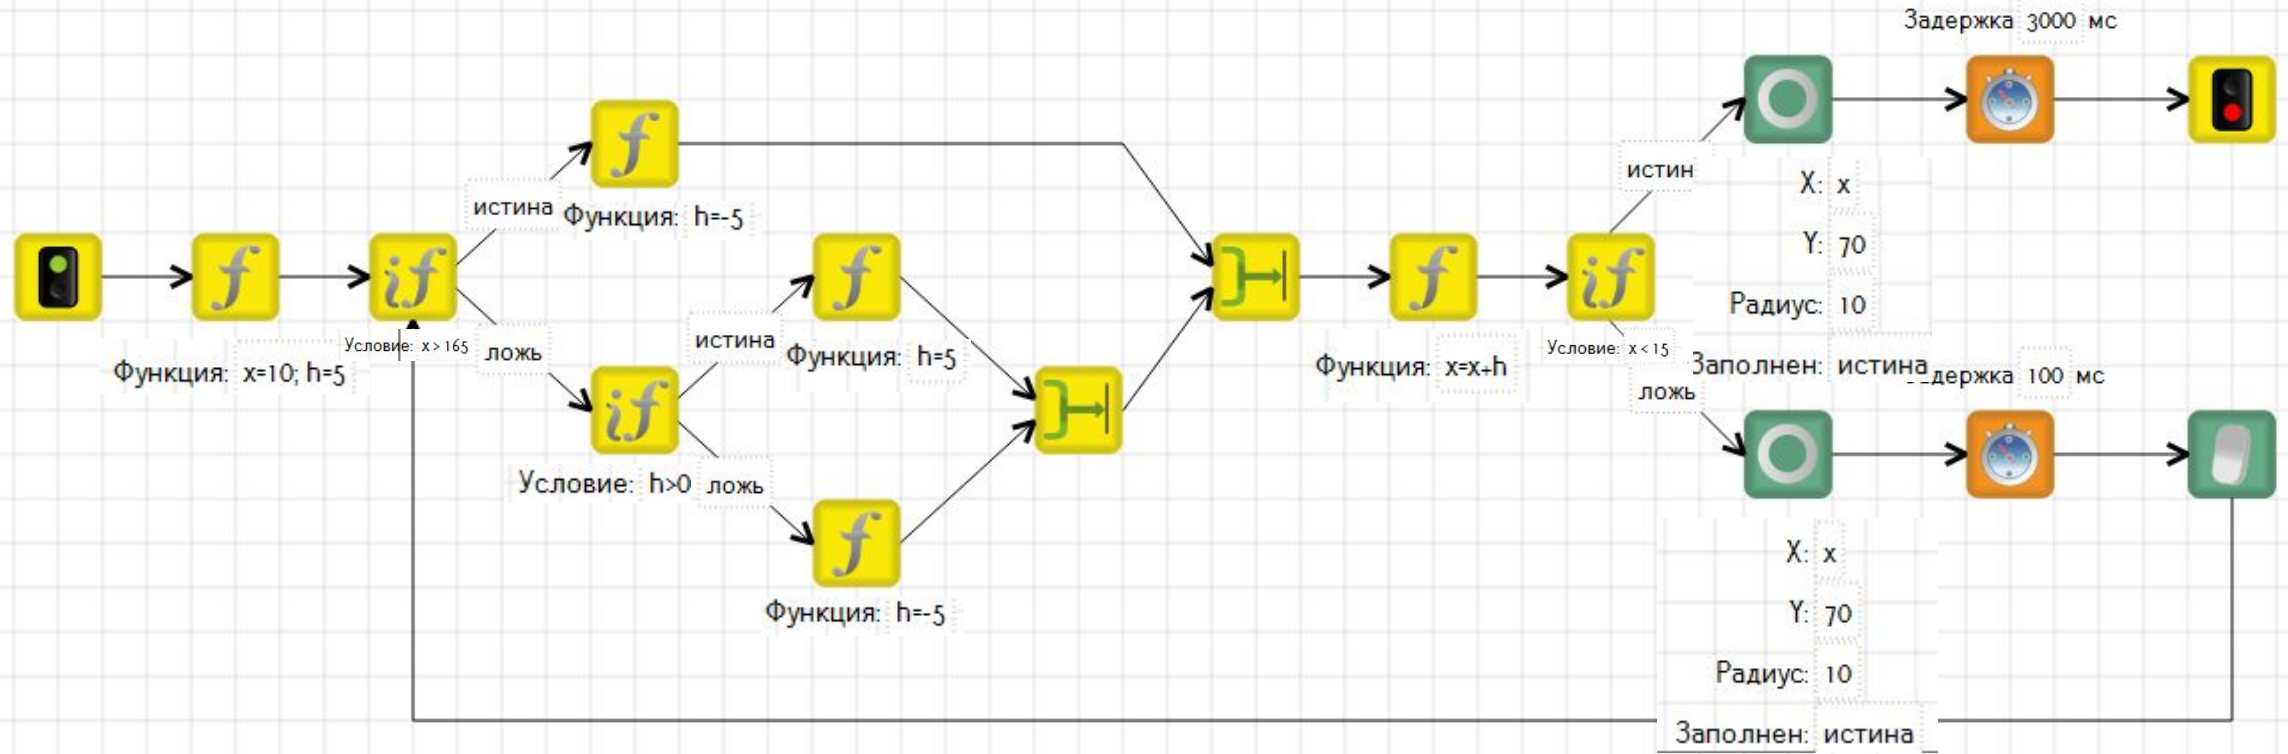 Задержка 3000 мс
истина
Функция: h=-5
истин
X: x
Y: 70
Радиус: 10
Заполнен: истина
Функция: x=10; h=5
Условие: x > 165
ложь
истина
Функция: h=5
Функция: x=x+h
Условие: x < 15
ложь
держка 100 мс
Условие: h>0
ложь
Функция: h=-5
X: x
Y: 70
Радиус: 10
Заполнен: истина